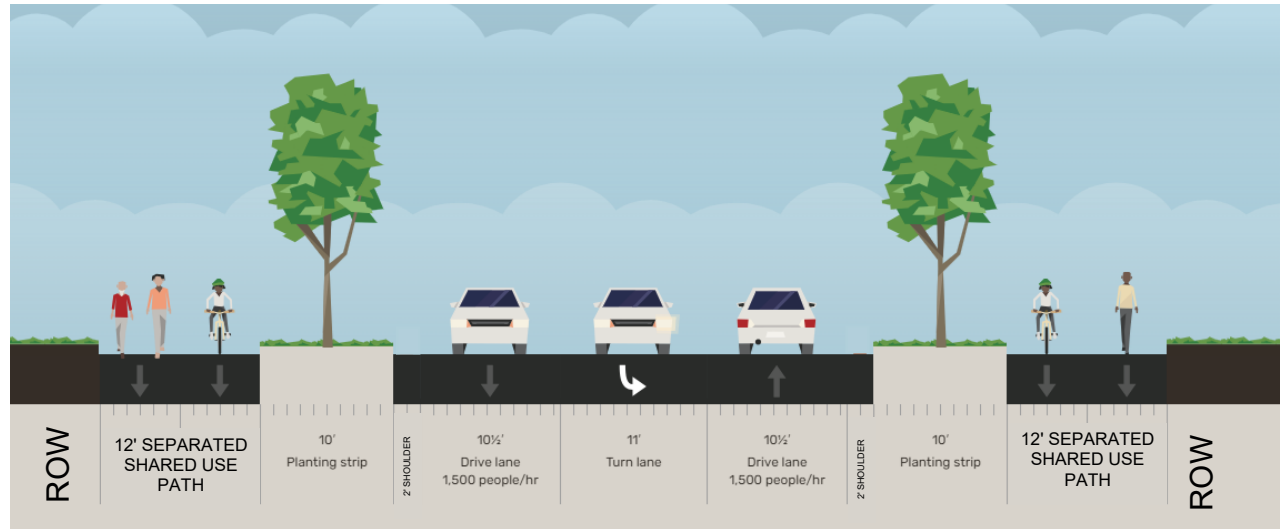 ROW
12' SEPARATED
SHARED USE
PATH
10'
Planting strip
2' SHOULDER
10½'
Drive lane
1,500 people/hr
11'
Turn lane
10½'
Drive lane
1,500 people/hr
2' SHOULDER
10'
Planting strip
12' SEPARATED
SHARED USE
PATH
ROW